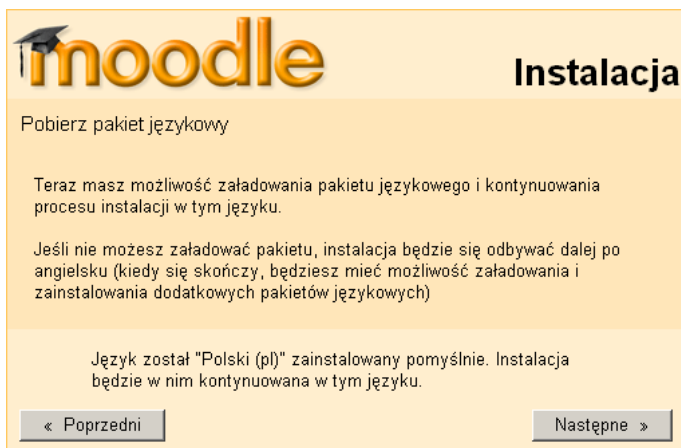 moodle
Instalacja
Pobierz pakiet językowy
Teraz masz możliwość załadowania pakietu językowego i kontynuowania
procesu instalacji w tym języku.
Jeśli nie możesz załadować pakietu, instalacja będzie się odbywać dalej po
angielsku (kiedy się skończy, będziesz mieć możliwość załadowania i
zainstalowania dodatkowych pakietów językowych)
Język został "Polski (pl)" zainstalowany pomyślnie. Instalacja
będzie w nim kontynuowana w tym języku.
« Poprzedni
Następne »